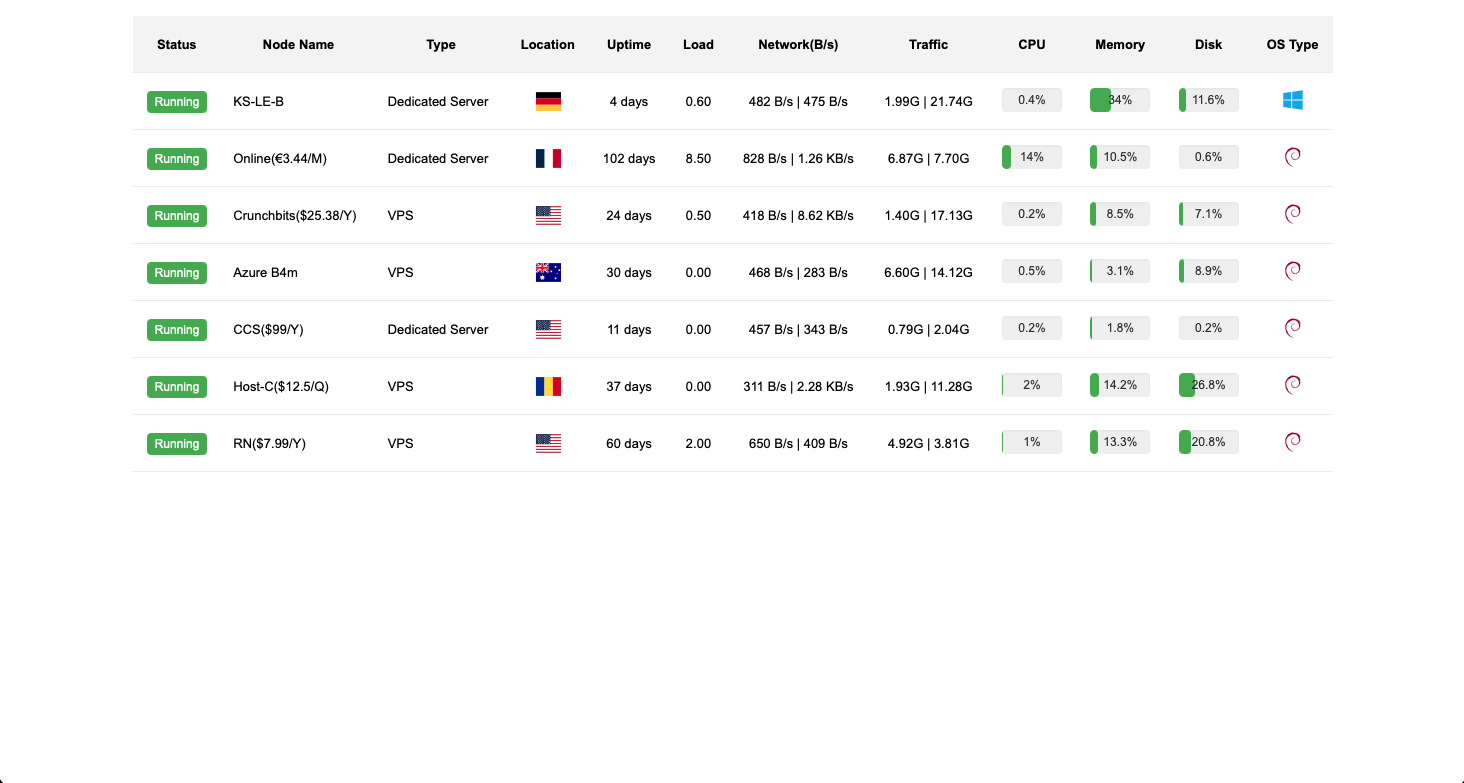 Status Node Name Type Location Uptime Load Network(B/s) Traffic CPU Memory Disk OS Type
Running KS-LE-B Dedicated Server 4 days 0.60 482 B/s | 475 B/s 1.99G | 21.74G 0.4% 34% 11.6%
Running Online(€3.44/M) Dedicated Server 102 days 8.50 828 B/s | 1.26 KB/s 6.87G | 7.70G 14% 10.5% 0.6%
Running Crunchbits($25.38/Y) VPS 24 days 0.50 418 B/s | 8.62 KB/s 1.40G | 17.13G 0.2% 8.5% 7.1%
Running Azure B4m VPS 30 days 0.00 468 B/s | 283 B/s 6.60G | 14.12G 0.5% 3.1% 8.9%
Running CCS($99/Y) Dedicated Server 11 days 0.00 457 B/s | 343 B/s 0.79G | 2.04G 0.2% 1.8% 0.2%
Running Host-C($12.5/Q) VPS 37 days 0.00 311 B/s | 2.28 KB/s 1.93G | 11.28G 2% 14.2% 26.8%
Running RN($7.99/Y) VPS 60 days 2.00 650 B/s | 409 B/s 4.92G | 3.81G 1% 13.3% 20.8%